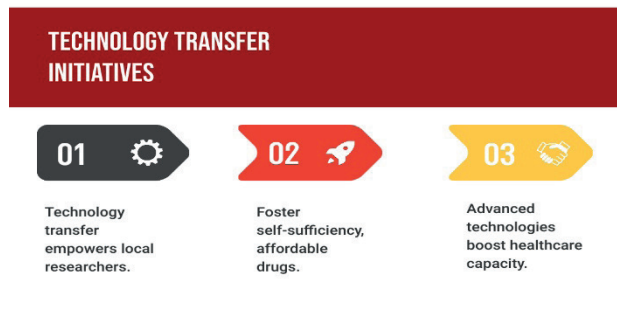 TECHNOLOGY TRANSFER
INITIATIVES
01
Technology
transfer
empowers local
researchers.
02
Foster
self-sufficiency,
affordable
drugs.
03
Advanced
technologies
boost healthcare
capacity.